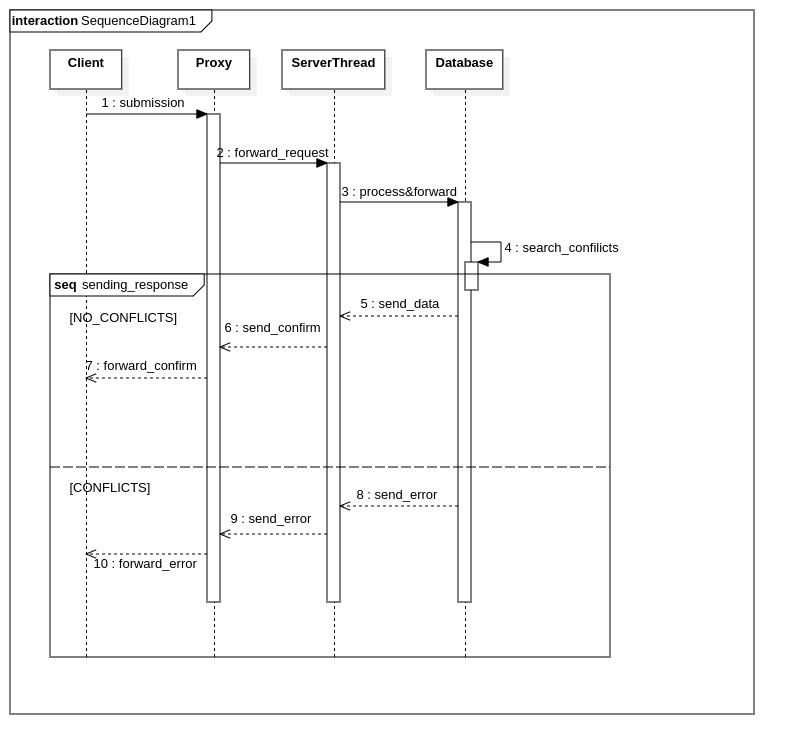 interaction SequenceDiagram1
Client
Proxy
ServerThread
Database
1 : submission
2 : forward_request
3 : process&forward
4 : search_confilicts
seq sending_response
5 : send_data
[NO_CONFLICTS]
6 : send_confirm
7 : forward_confirm
[CONFLICTS]
8 : send_error
9 : send_error
10 : forward_error